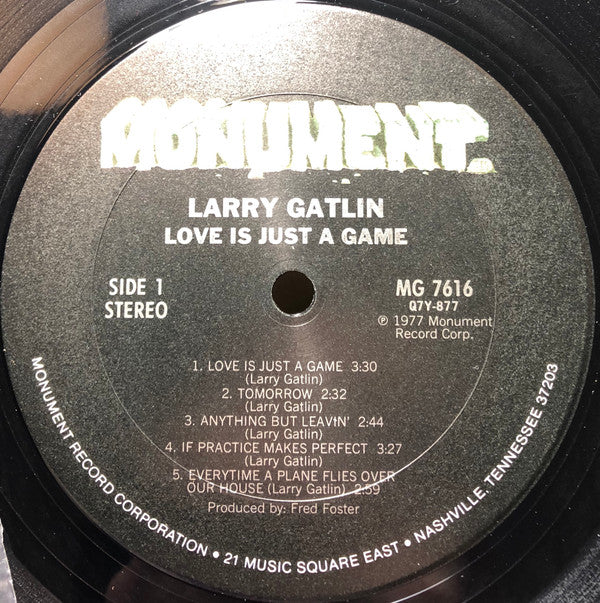 MONUMENT.
LARRY GATLIN
LOVE IS JUST A GAME
SIDE 1
STEREO
MG 7616
Q7Y-877
℗ 1977 Monument
Record Corp.
1. LOVE IS JUST A GAME 3:30
(Larry Gatlin)
2. TOMORROW 2:32
(Larry Gatlin)
3. ANYTHING BUT LEAVIN' 2:44
(Larry Gatlin)
4. IF PRACTICE MAKES PERFECT 3:27
(Larry Gatlin)
5. EVERYTIME A PLANE FLIES OVER
OUR HOUSE (Larry Gatlin) 2:59
Produced by: Fred Foster
MONUMENT RECORD CORPORATION • 21 MUSIC SQUARE EAST • NASHVILLE, TENNESSEE 37203